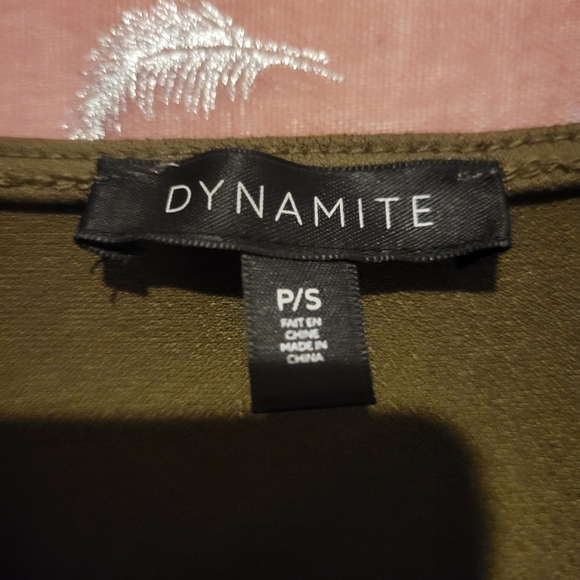 DYNAMITE
P/S
FAIT EN
CHINE
MADE IN
CHINA